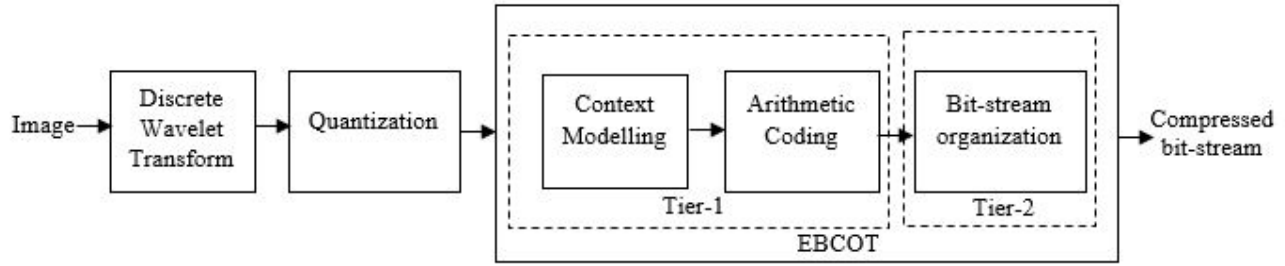 Image
Discrete
Wavelet
Transform
Quantization
Context
Modelling
Arithmetic
Coding
Tier-1
Bit-stream
organization
Tier-2
EBCOT
Compressed
bit-stream